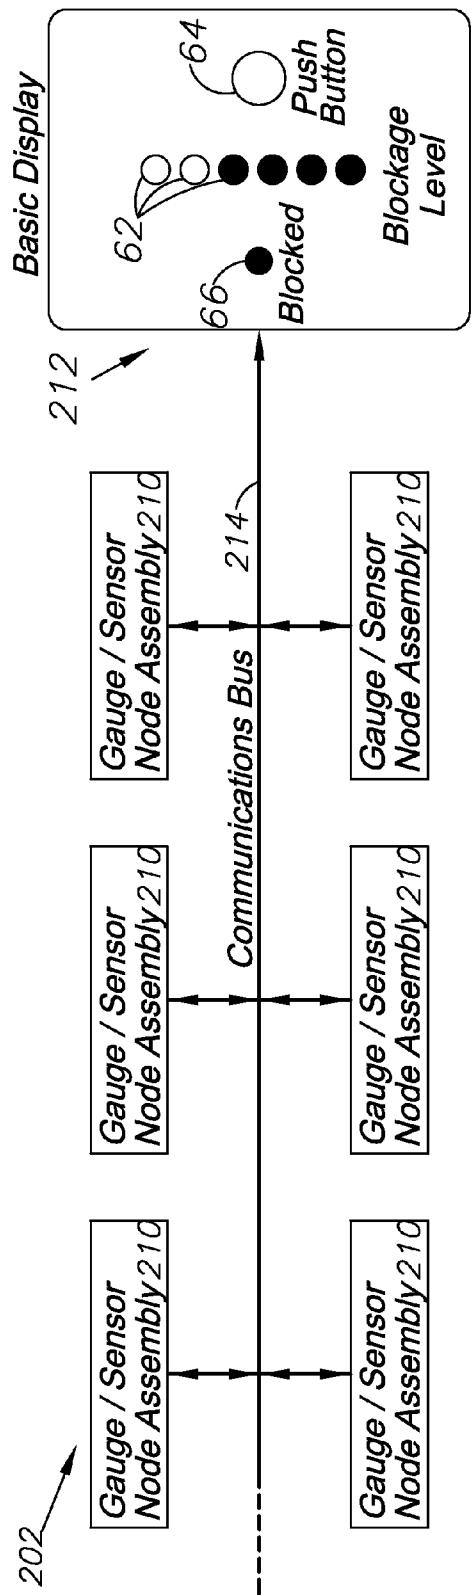 202
Gauge / Sensor
Node Assembly 210
Gauge / Sensor
Node Assembly 210
Gauge / Sensor
Node Assembly 210
Communications Bus
214
Gauge / Sensor
Node Assembly 210
Gauge / Sensor
Node Assembly 210
Gauge / Sensor
Node Assembly 210
212
Basic Display
62
64
66
Blocked
Push
Button
Blockage
Level